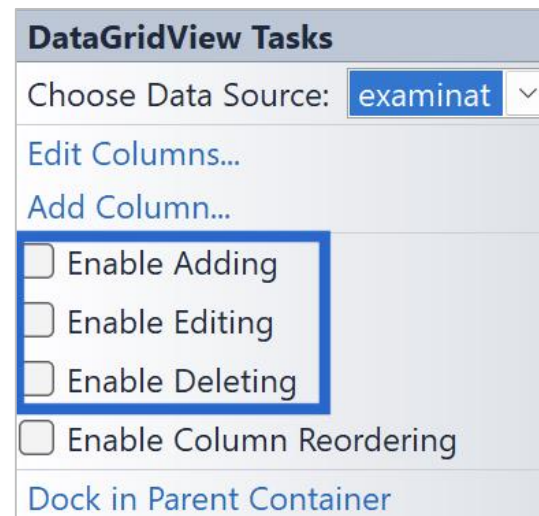 DataGridView Tasks
Choose Data Source: examinat
Edit Columns...
Add Column...
Enable Adding
Enable Editing
Enable Deleting
Enable Column Reordering
Dock in Parent Container